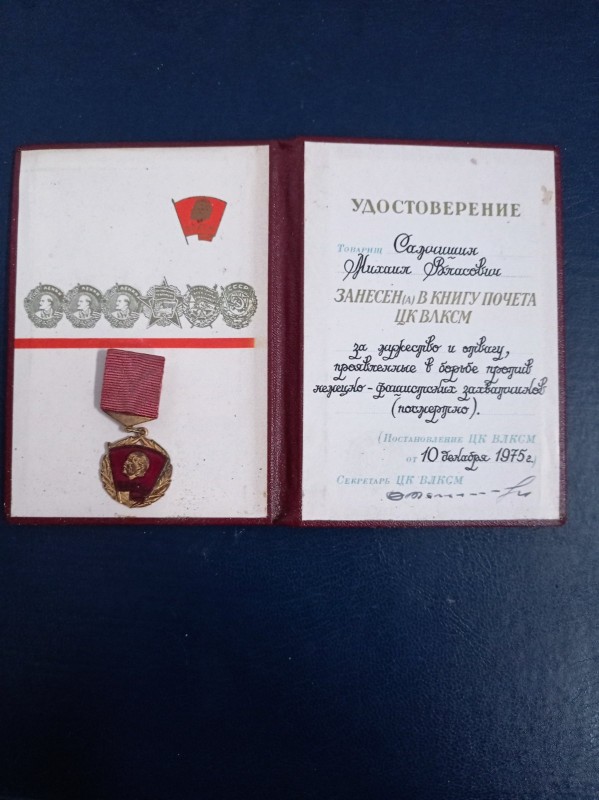 УДОСТОВЕРЕНИЕ
Товарищ Салчишин
Михаил Власович
ЗАНЕСЕН(А) В КНИГУ ПОЧЕТА
ЦК ВЛКСМ
за мужество и отвагу,
проявленные в борьбе против
немецко-фашистских захватчиков
(посмертно).
(Постановление ЦК ВЛКСМ
от 10 декабря 1975 г.)
Секретарь ЦК ВЛКСМ